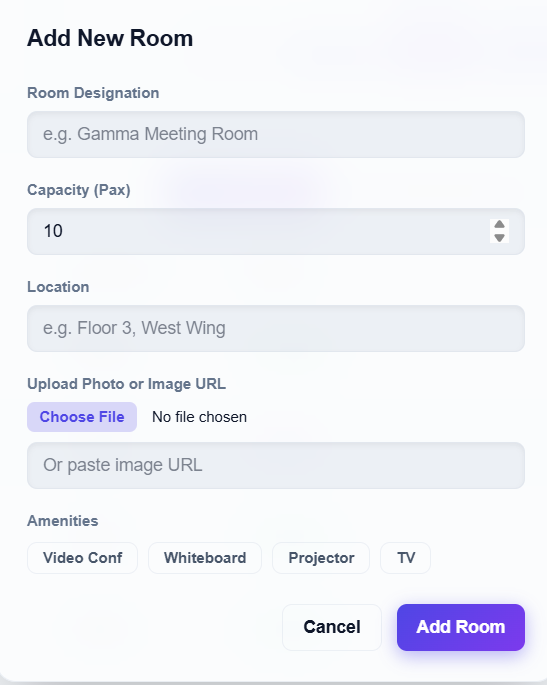 Add New Room
Room Designation
e.g. Gamma Meeting Room
Capacity (Pax)
10
Location
e.g. Floor 3, West Wing
Upload Photo or Image URL
Choose File No file chosen
Or paste image URL
Amenities
Video Conf Whiteboard Projector TV
Cancel Add Room